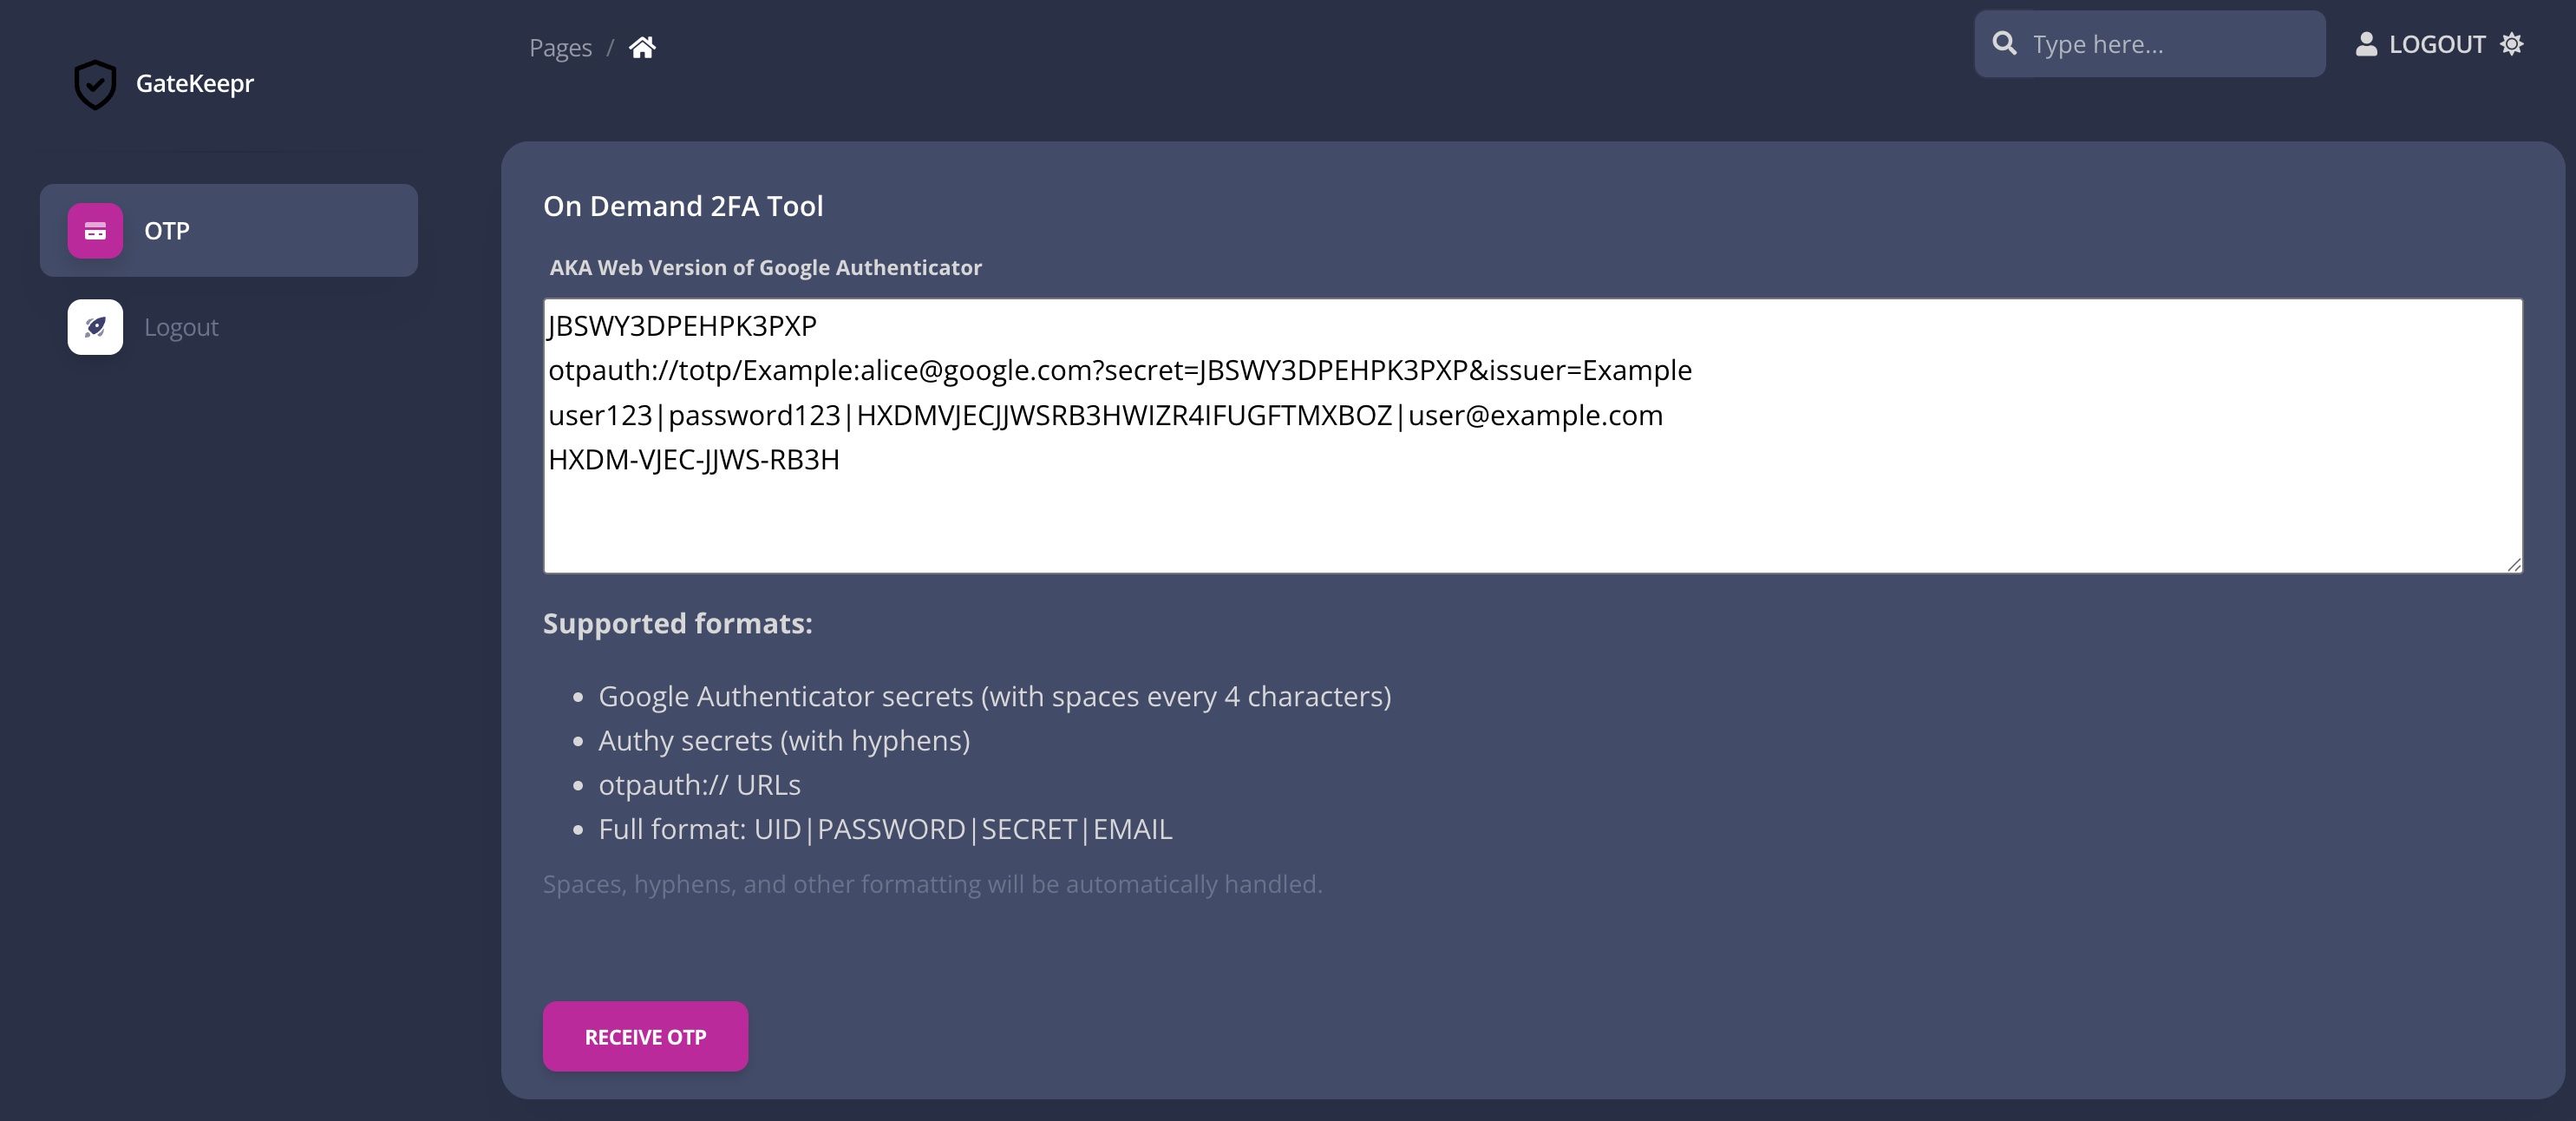 GateKeepr
OTP
Logout
Pages /
Type here...
LOGOUT
On Demand 2FA Tool
AKA Web Version of Google Authenticator
JBSWY3DPEHPK3PXP
otpauth://totp/Example:alice@google.com?secret=JBSWY3DPEHPK3PXP&issuer=Example
user123|password123|HXDMVJECJJWSRB3HWIZR4IFUGFTMXBOZ|user@example.com
HXDM-VJEC-JJWS-RB3H
Supported formats:
• Google Authenticator secrets (with spaces every 4 characters)
• Authy secrets (with hyphens)
• otpauth:// URLs
• Full format: UID|PASSWORD|SECRET|EMAIL
Spaces, hyphens, and other formatting will be automatically handled.
RECEIVE OTP